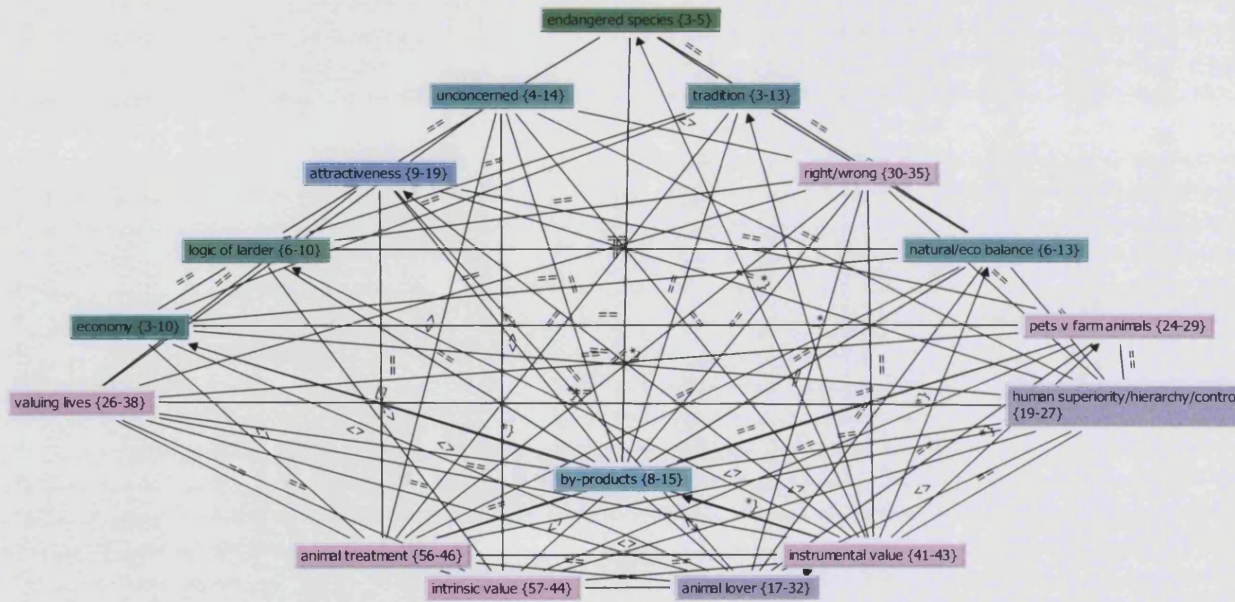 endangered species {3-5}
unconcerned {4-14}
tradition {3-13}
attractiveness {9-19}
right/wrong {30-35}
logic of larder {6-10}
natural/eco balance {6-13}
economy {3-10}
pets v farm animals {24-29}
valuing lives {26-38}
human superiority/hierarchy/contro
{19-27}
by-products {8-15}
animal treatment {56-46}
instrumental value {41-43}
intrinsic value {57-44}
animal lover {17-32}